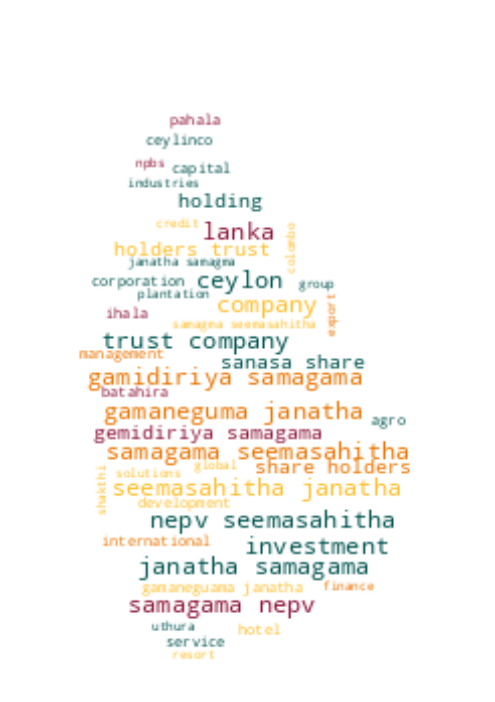 pahala
ceylinco
npbs
capital
industries
holding
credit
lanka
colombo
holders trust
janatha samagma
corporation
ceylon
group
plantation
company
export
ihala
samagma seemasahitha
trust company
management
sanasa share
gamidiriya samagama
batahira
gamaneguma janatha
agro
gemidiriya samagama
samagama seemasahitha
global
share holders
shakthi
solutions
seemasahitha janatha
development
nepv seemasahitha
international
investment
janatha samagama
gamaneguama janatha
finance
samagama nepv
uthura
hotel
service
resort